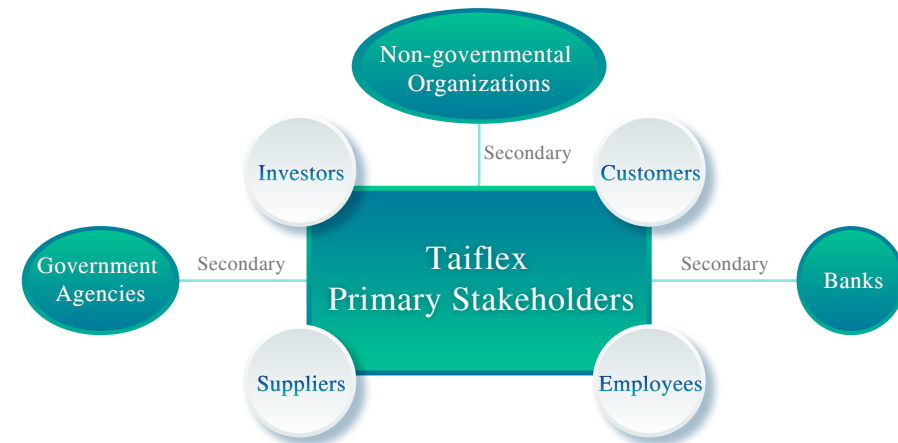 Non-governmental
Organizations
Secondary
Investors
Customers
Government
Agencies
Secondary
Taiflex
Primary Stakeholders
Secondary
Banks
Suppliers
Employees